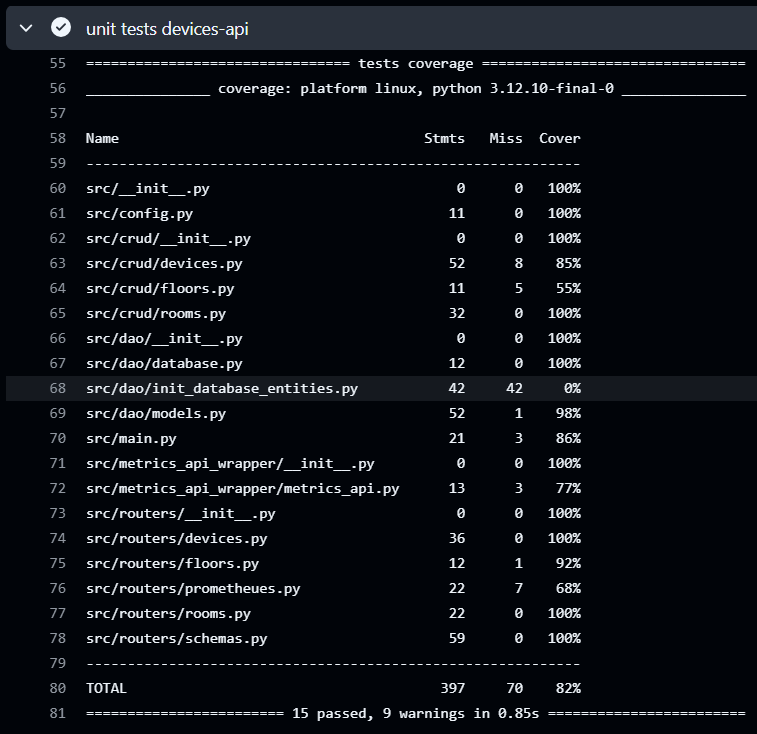 unit tests devices-api
55 ================================ tests coverage ================================
56 _______________ coverage: platform linux, python 3.12.10-final-0 _______________
57
58 Name Stmts Miss Cover
59 ------------------------------------------------------------
60 src/__init__.py 0 0 100%
61 src/config.py 11 0 100%
62 src/crud/__init__.py 0 0 100%
63 src/crud/devices.py 52 8 85%
64 src/crud/floors.py 11 5 55%
65 src/crud/rooms.py 32 0 100%
66 src/dao/__init__.py 0 0 100%
67 src/dao/database.py 12 0 100%
68 src/dao/init_database_entities.py 42 42 0%
69 src/dao/models.py 52 1 98%
70 src/main.py 21 3 86%
71 src/metrics_api_wrapper/__init__.py 0 0 100%
72 src/metrics_api_wrapper/metrics_api.py 13 3 77%
73 src/routers/__init__.py 0 0 100%
74 src/routers/devices.py 36 0 100%
75 src/routers/floors.py 12 1 92%
76 src/routers/prometheues.py 22 7 68%
77 src/routers/rooms.py 22 0 100%
78 src/routers/schemas.py 59 0 100%
79 ------------------------------------------------------------
80 TOTAL 397 70 82%
81 ======================== 15 passed, 9 warnings in 0.85s ========================